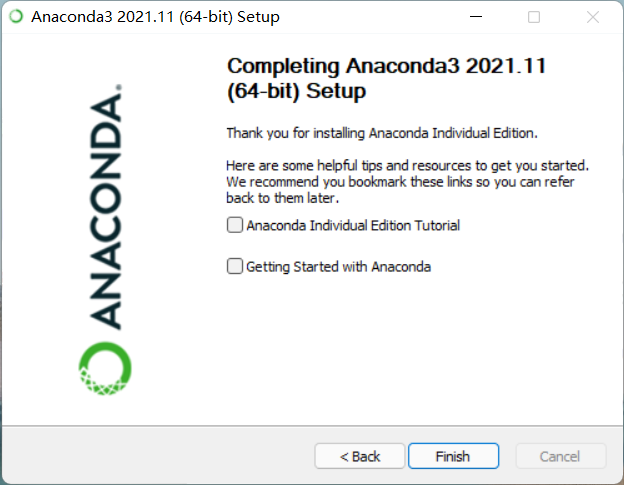 Anaconda3 2021.11 (64-bit) Setup
ANACONDA.
Completing Anaconda3 2021.11
(64-bit) Setup
Thank you for installing Anaconda Individual Edition.
Here are some helpful tips and resources to get you started.
We recommend you bookmark these links so you can refer
back to them later.
Anaconda Individual Edition Tutorial
Getting Started with Anaconda
< Back
Finish
Cancel